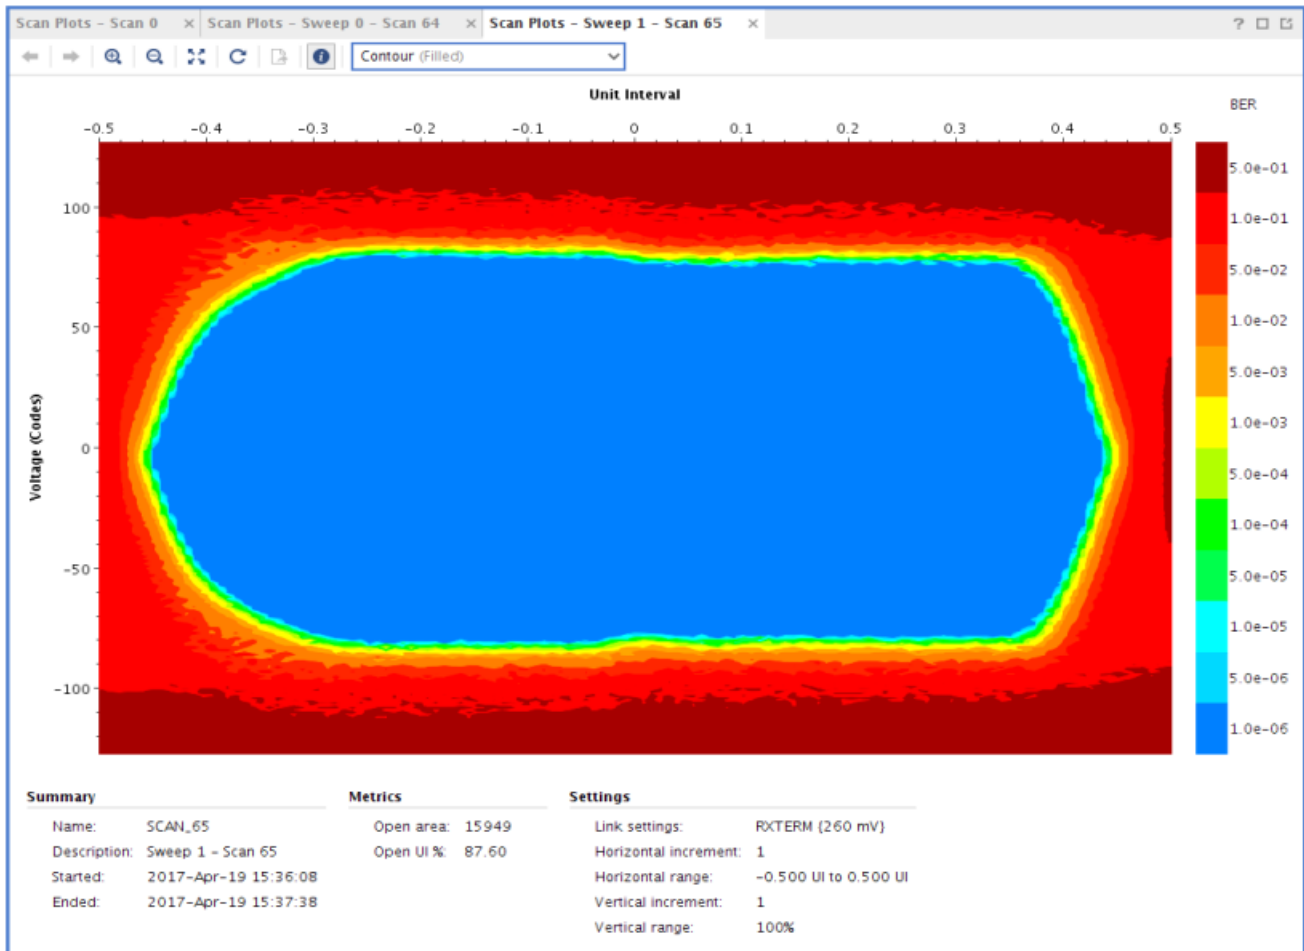 Scan Plots – Scan 0 × Scan Plots – Sweep 0 – Scan 64 × Scan Plots – Sweep 1 – Scan 65 × ?
Contour (Filled)
Unit Interval
BER
-0.5 -0.4 -0.3 -0.2 -0.1 0 0.1 0.2 0.3 0.4 0.5
5.0e-01
100
1.0e-01
5.0e-02
50
1.0e-02
5.0e-03
Voltage (Codes)
0
1.0e-03
5.0e-04
1.0e-04
-50
5.0e-05
1.0e-05
-100
5.0e-06
1.0e-06
Summary Metrics Settings
Name: SCAN_65 Open area: 15949 Link settings: RXTERM {260 mV}
Description: Sweep 1 – Scan 65 Open UI %: 87.60 Horizontal increment: 1
Started: 2017-Apr-19 15:36:08 Horizontal range: -0.500 UI to 0.500 UI
Ended: 2017-Apr-19 15:37:38 Vertical increment: 1
Vertical range: 100%